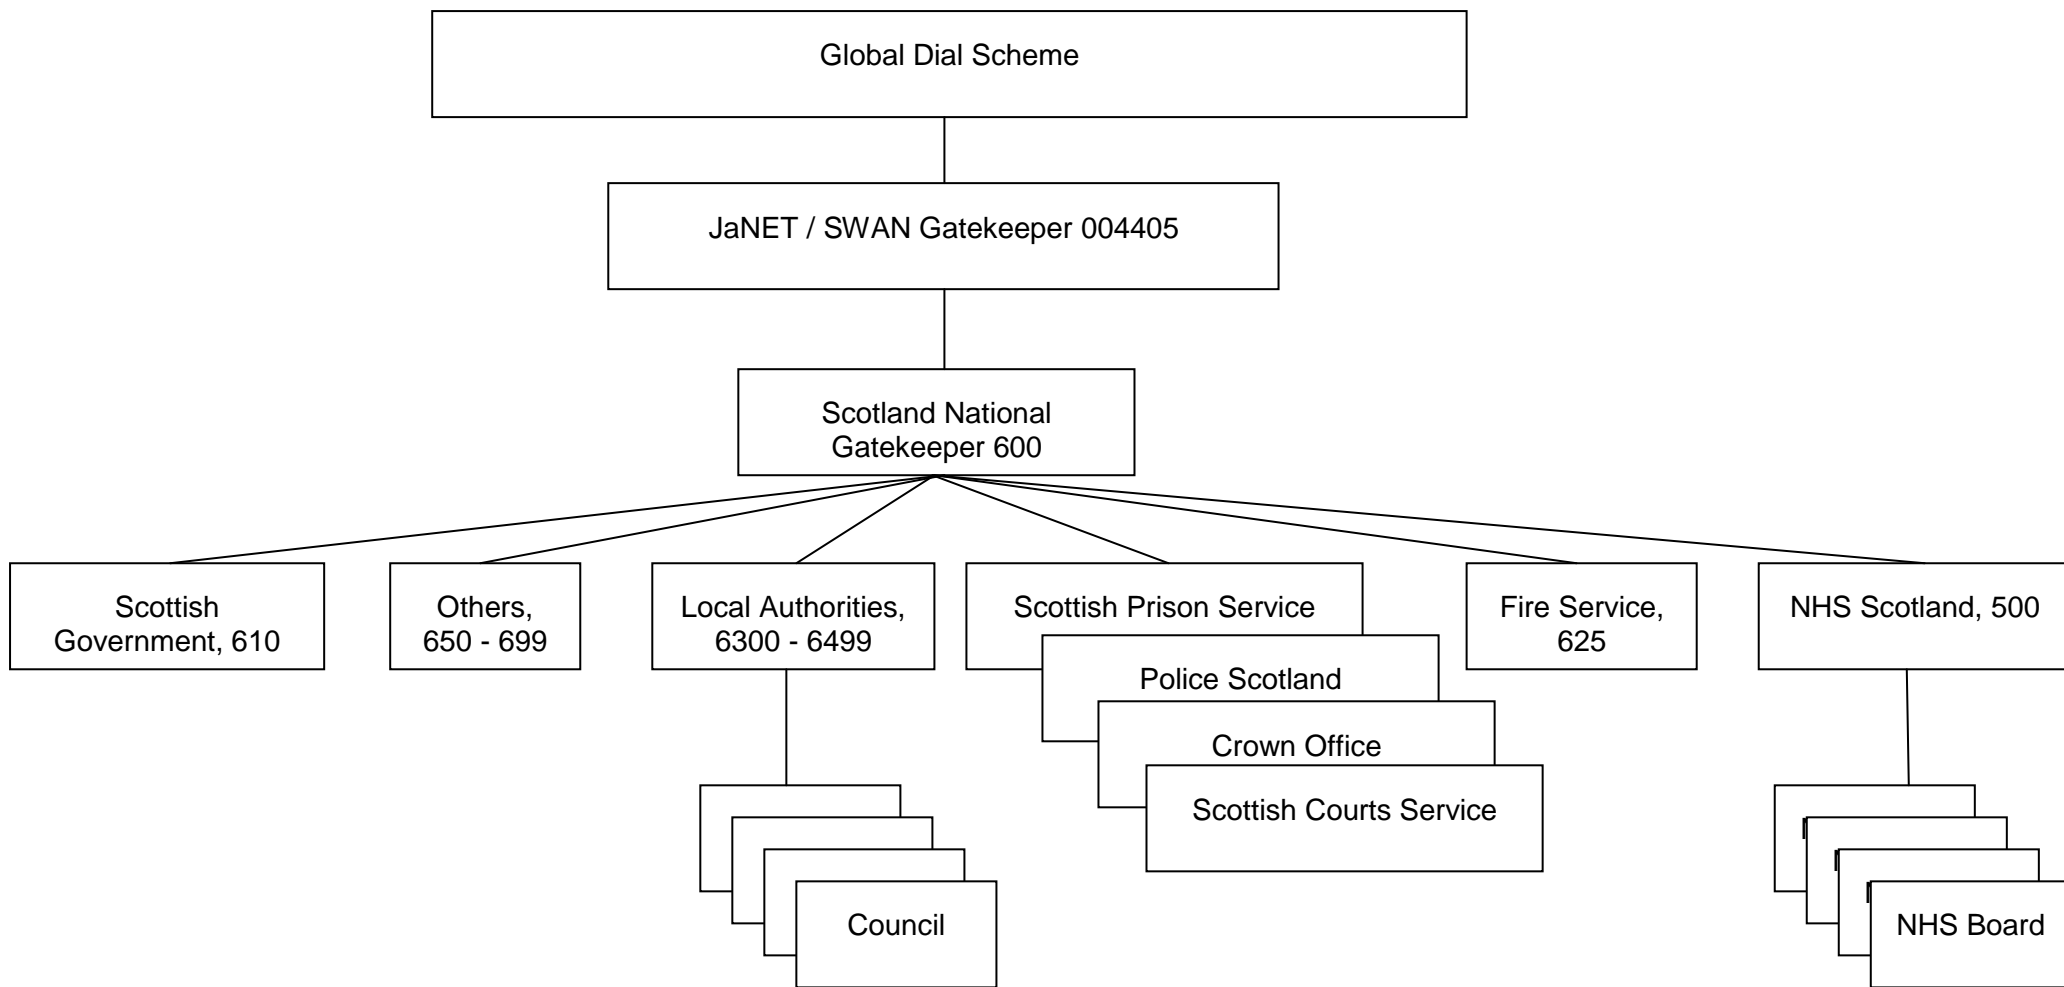 Global Dial Scheme
JaNET / SWAN Gatekeeper 004405
Scotland National
Gatekeeper 600
Scottish
Government, 610
Others,
650 - 699
Local Authorities,
6300 - 6499
Scottish Prison Service
Fire Service,
625
NHS Scotland, 500
Police Scotland
Crown Office
Scottish Courts Service
Council
NHS Board